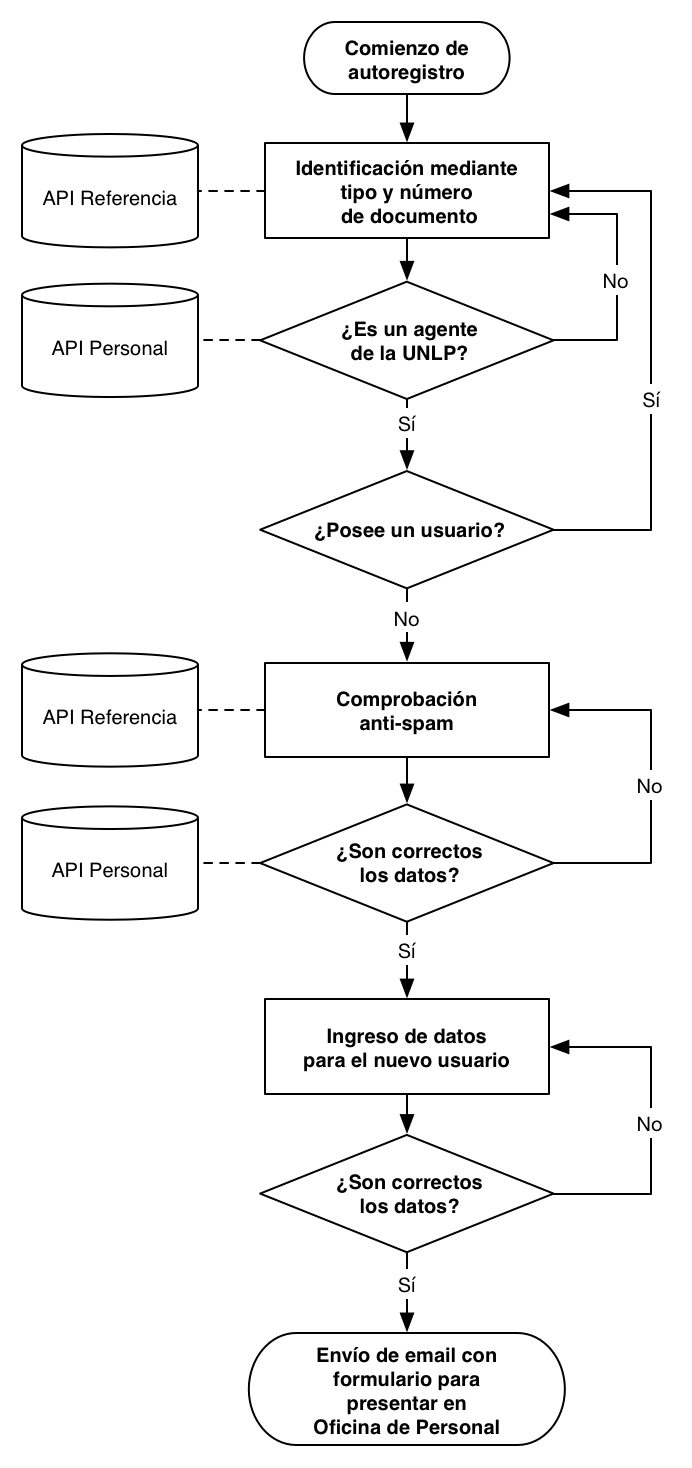 Comienzo de
autoregistro
API Referencia
Identificación mediante
tipo y número
de documento
No
API Personal
¿Es un agente
de la UNLP?
Sí
Sí
¿Posee un usuario?
No
API Referencia
Comprobación
anti-spam
No
API Personal
¿Son correctos
los datos?
Sí
Ingreso de datos
para el nuevo usuario
No
¿Son correctos
los datos?
Sí
Envío de email con
formulario para
presentar en
Oficina de Personal